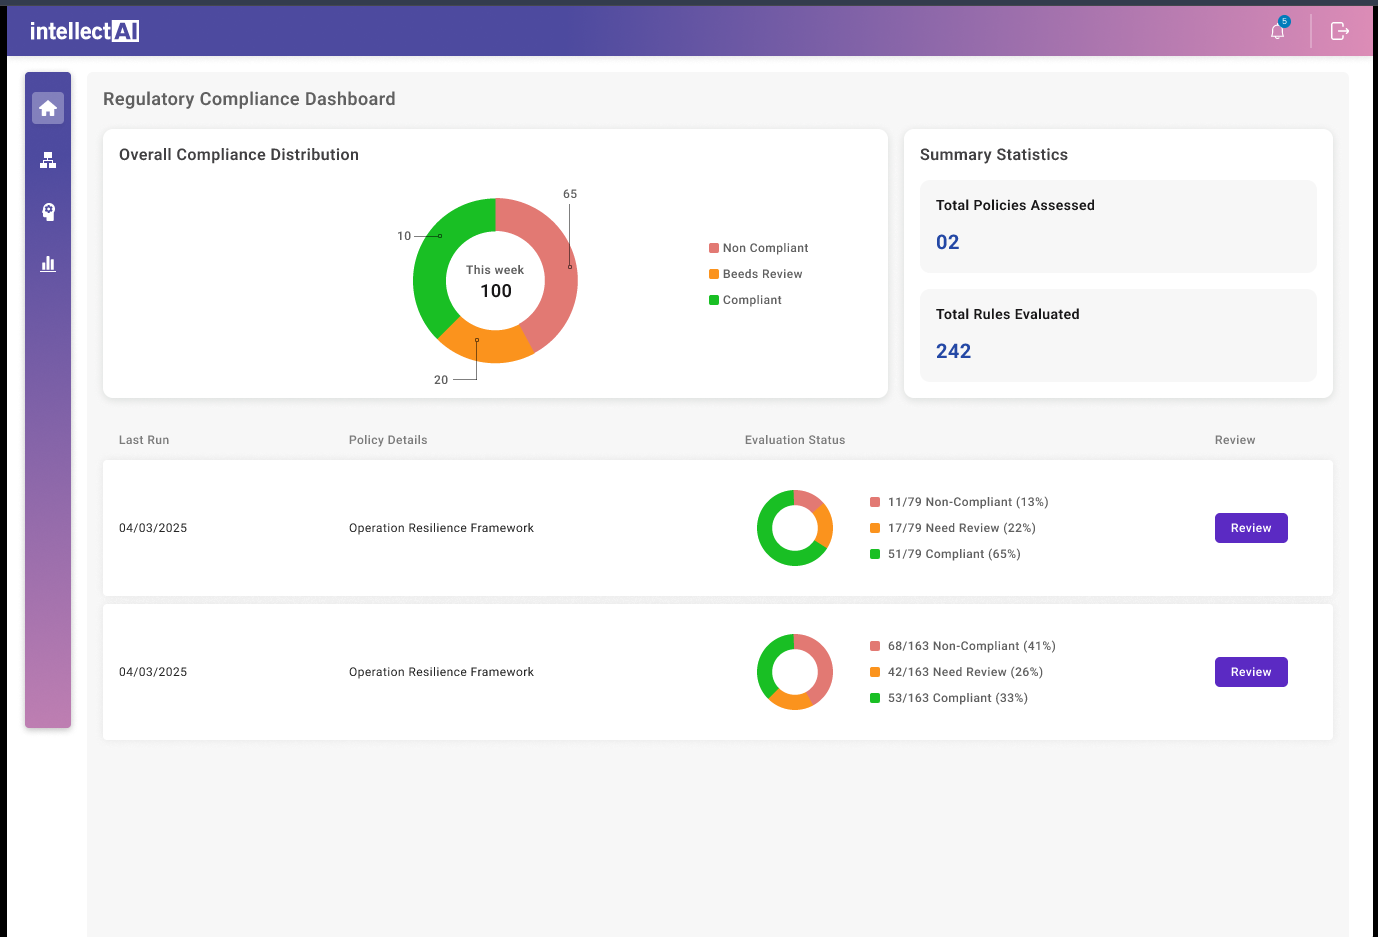 intellectAI
5
Regulatory Compliance Dashboard
Overall Compliance Distribution
65
10
This week
100
20
Non Compliant
Beeds Review
Compliant
Summary Statistics
Total Policies Assessed
02
Total Rules Evaluated
242
Last Run Policy Details Evaluation Status Review
04/03/2025 Operation Resilience Framework
11/79 Non-Compliant (13%)
17/79 Need Review (22%)
51/79 Compliant (65%)
Review
04/03/2025 Operation Resilience Framework
68/163 Non-Compliant (41%)
42/163 Need Review (26%)
53/163 Compliant (33%)
Review